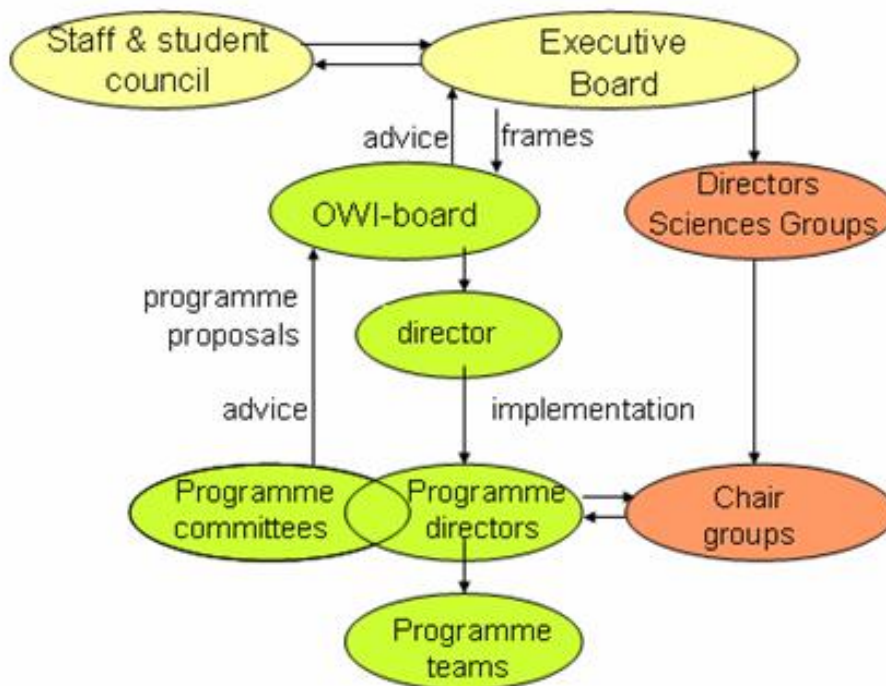 Staff & student
council
Executive
Board
advice
frames
OWI-board
Directors
Sciences Groups
programme
proposals
director
advice
implementation
Programme
committees
Programme
directors
Chair
groups
Programme
teams